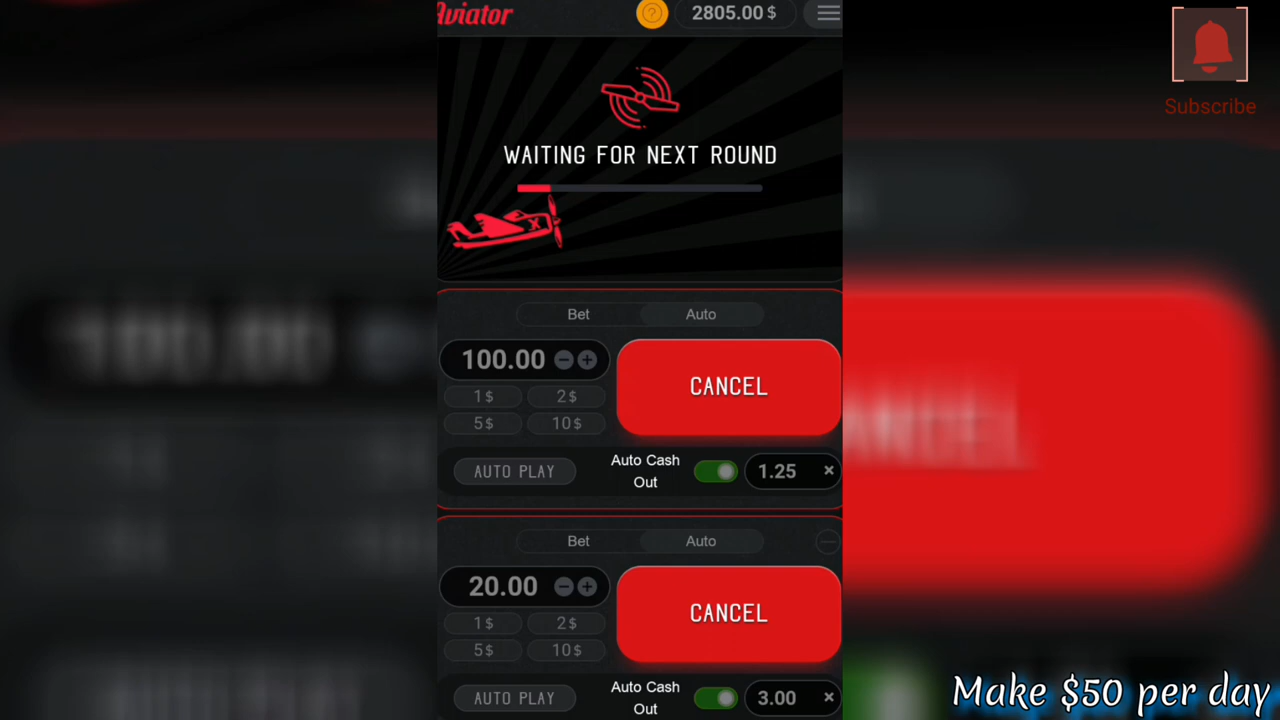 Aviator
2805.00 $
Subscribe
WAITING FOR NEXT ROUND
X
Bet Auto
100.00
1$ 2$
5$ 10$
CANCEL
AUTO PLAY
Auto Cash
Out
1.25 ×
Bet Auto
20.00
1$ 2$
5$ 10$
CANCEL
AUTO PLAY
Auto Cash
Out
3.00 ×
Make $50 per day